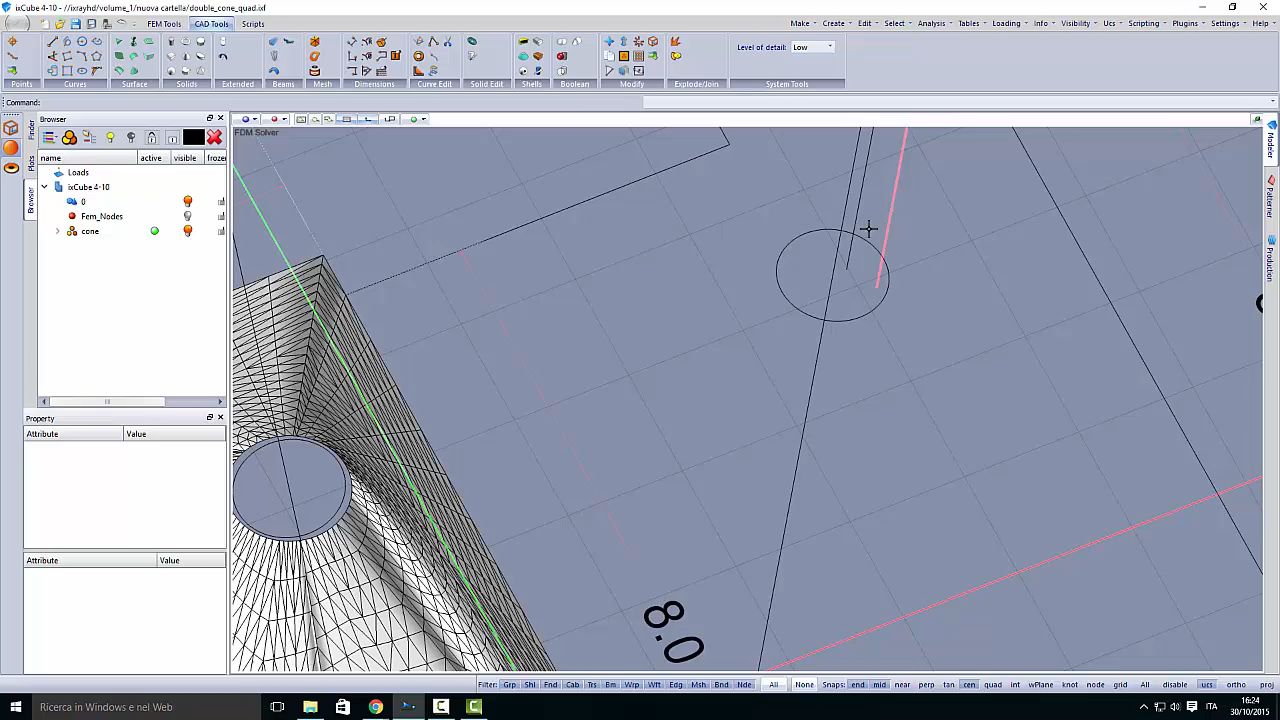 ixCube 4-10 - //ixrayhd/volume_1/nuova cartella/double_cone_quad.ixf
FEM Tools CAD Tools Scripts
Make Create Edit Select Analysis Tables Loading Info Visibility Ucs Scripting Plugins Settings Help
Level of detail: Low
Points Curves Surface Solids Extended Beams Mesh Dimensions Curve Edit Solid Edit Shells Boolean Modify Explode/Join System Tools
Command:
Browser
FDM Solver
name active visible frozen
Loads
ixCube 4-10
0
Fem_Nodes
cone
Finder
Plots
Browser
Modeler
Patterner
Production
Property
Attribute Value
Attribute Value
8.0
Filter: Grp Shl Fnd Cab Trs Bm Wrp Wft Edg Msh Bnd Nde All None Snaps: end mid near perp tan cen quad int wPlane knot node grid All disable ucs ortho proj
Ricerca in Windows e nel Web
ITA
16:24
30/10/2015